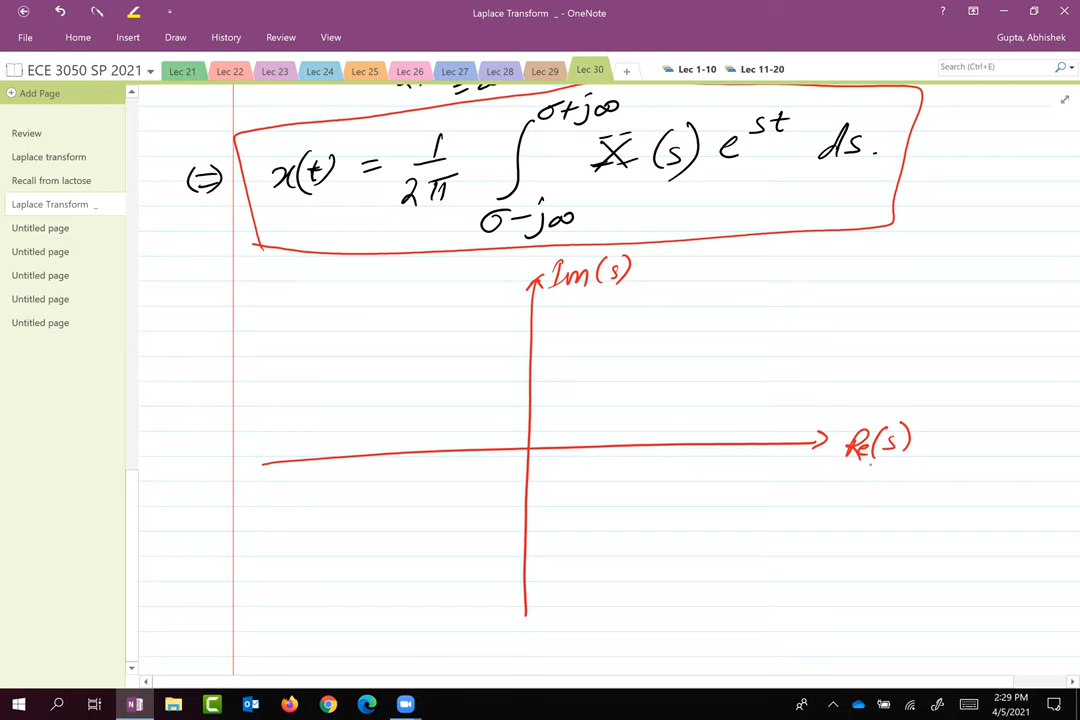 Laplace Transform _ - OneNote
Gupta, Abhishek
File Home Insert Draw History Review View
ECE 3050 SP 2021
Lec 21 Lec 22 Lec 23 Lec 24 Lec 25 Lec 26 Lec 27 Lec 28 Lec 29 Lec 30 + Lec 1-10 Lec 11-20
Search (Ctrl+E)
Add Page
Review
Laplace transform
Recall from lactose
Laplace Transform _
Untitled page
Untitled page
Untitled page
Untitled page
Untitled page
(=) x(t) = 1/2π ∫ σ-j∞ σ+j∞ X(s) e^st ds.
Im(s)
Re(s)
2:29 PM
4/5/2021